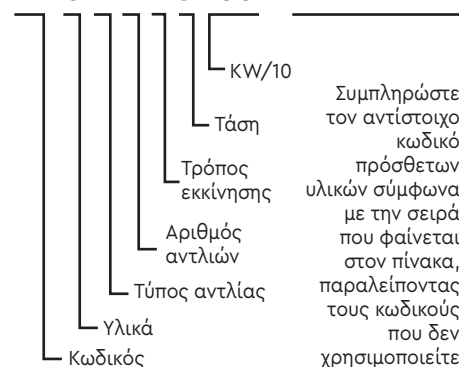 KW/10
Τάση
Τρόπος
εκκίνησης
Αριθμός
αντλιών
Τύπος αντλίας
Υλικά
Κωδικός
Συμπληρώστε
τον αντίστοιχο
κωδικό
πρόσθετων
υλικών σύμφωνα
με την σειρά
που φαίνεται
στον πίνακα,
παραλείποντας
τους κωδικούς
που δεν
χρησιμοποιείτε